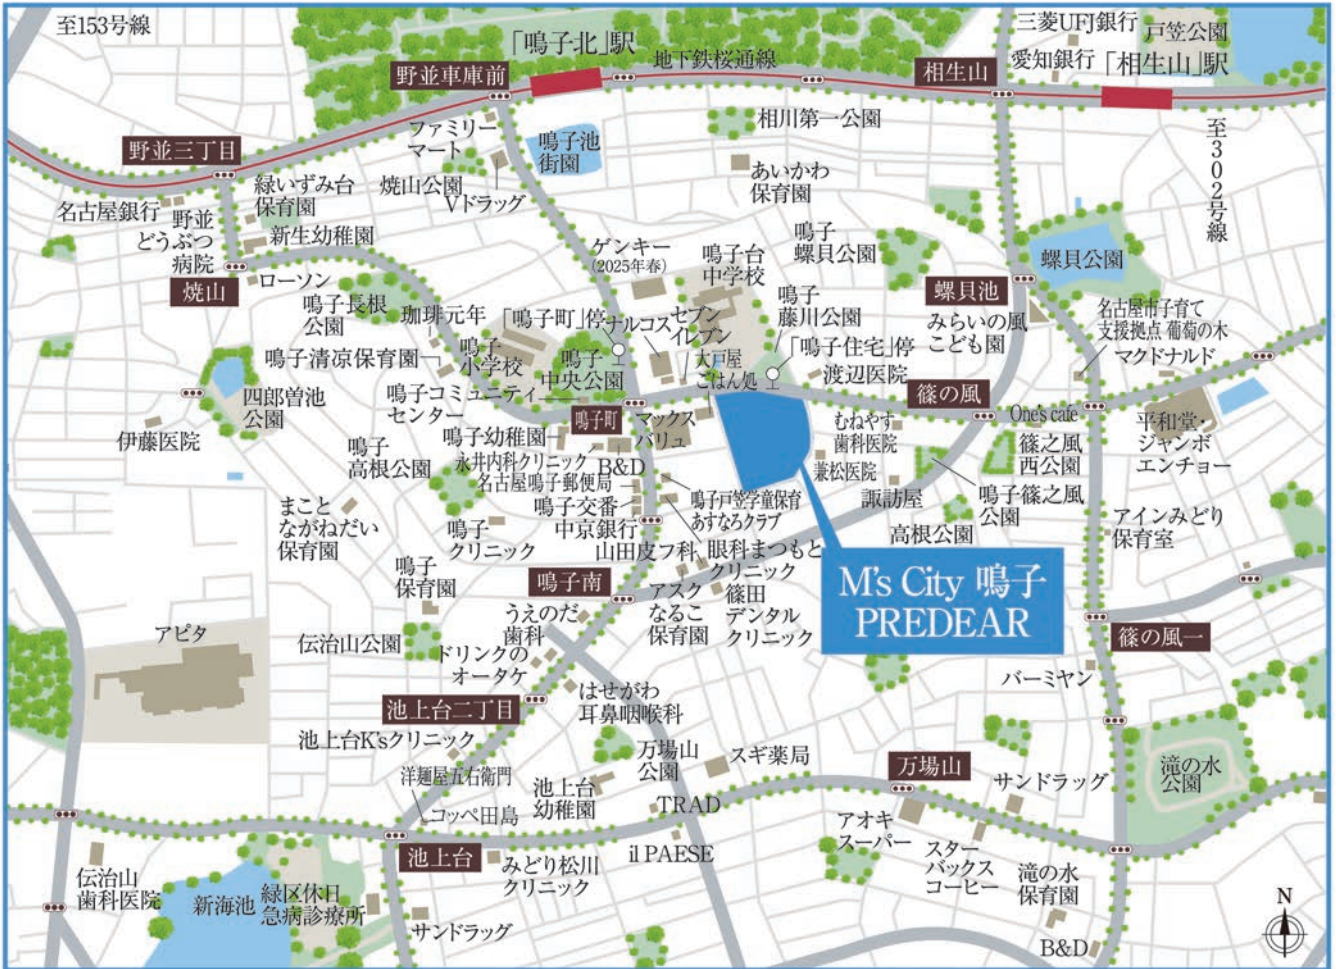 至153号線
三菱UFJ銀行
戸笠公園
愛知銀行
「相生山」駅
「鳴子北」駅
地下鉄桜通線
相生山
野並車庫前
至302号線
ファミリー
マート
鳴子池
街園
相川第一公園
野並三丁目
緑いずみ台
保育園
焼山公園
Vドラッグ
あいかわ
保育園
名古屋銀行
野並
どうぶつ
病院
新生幼稚園
ローソン
焼山
ゲンキー
(2025年春)
鳴子台
中学校
鳴子
螺貝公園
螺貝公園
鳴子長根
公園
珈琲元年
「鳴子町」停
ナルコス
セブン
イレブン
鳴子
藤川公園
螺貝池
みらいの風
こども園
名古屋市子育て
支援拠点 葡萄の木
マクドナルド
鳴子清凉保育園
鳴子
小学校
鳴子
中央公園
大戸屋
ごはん処
「鳴子住宅」停
渡辺医院
篠の風
四郎曽池
公園
鳴子コミュニティ
センター
鳴子町
マックス
バリュ
One's cafe
平和堂・
ジャンボ
エンチョー
伊藤医院
鳴子
高根公園
鳴子幼稚園
永井内科クリニック
B&D
名古屋鳴子郵便局
むねやす
歯科医院
兼松医院
諏訪屋
篠之風
西公園
鳴子篠之風
公園
まこと
ながねだい
保育園
鳴子
クリニック
鳴子交番
中京銀行
鳴子戸笠学童保育
あすなろクラブ
高根公園
アインみどり
保育室
山田皮フ科
眼科まつもと
クリニック
鳴子
保育園
鳴子南
アスク
なるこ
保育園
篠田
デンタル
クリニック
M's City 鳴子
PREDEAR
アピタ
伝治山公園
うえのだ
歯科
ドリンクの
オータケ
篠の風一
はせがわ
耳鼻咽喉科
バーミヤン
池上台二丁目
池上台K'sクリニック
洋麺屋五右衛門
コッペ田島
池上台
幼稚園
万場山
公園
スギ薬局
万場山
サンドラッグ
滝の水
公園
TRAD
il PAESE
アオキ
スーパー
スター
バックス
コーヒー
滝の水
保育園
池上台
みどり松川
クリニック
伝治山
歯科医院
新海池
緑区休日
急病診療所
サンドラッグ
B&D
N